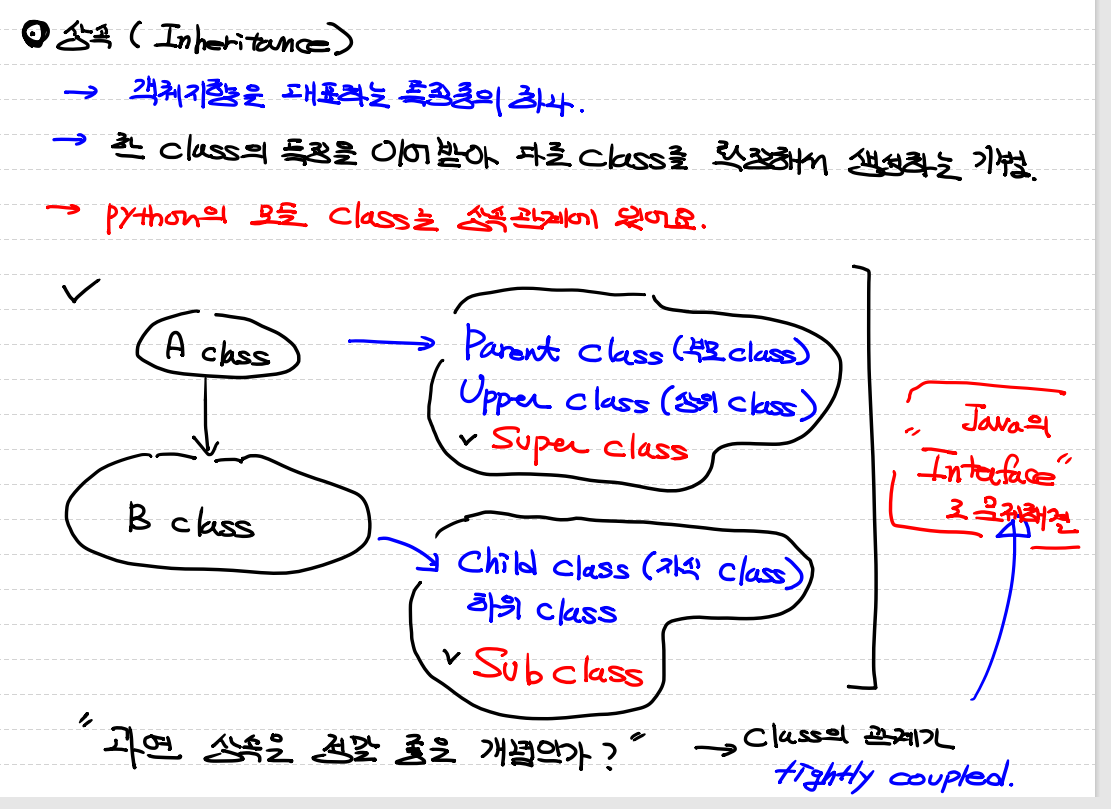 상속 ( Inheritance )
→ 객체지향을 대표하는 특징중의 하나.
→ 한 class의 특징을 이어받아 다른 class를 확장해서 생성하는 기법.
→ python의 모든 class는 상속관계에 있어요.
A class
→ Parent class (부모 class)
Upper class (상위 class)
✓ Super class
B class
Child class (자식 class)
하위 class
✓ Sub class
Java의
"Interface"
로 문제해결
"과연 상속은 정말 좋은 개념인가?" → class의 관계가
tightly coupled.